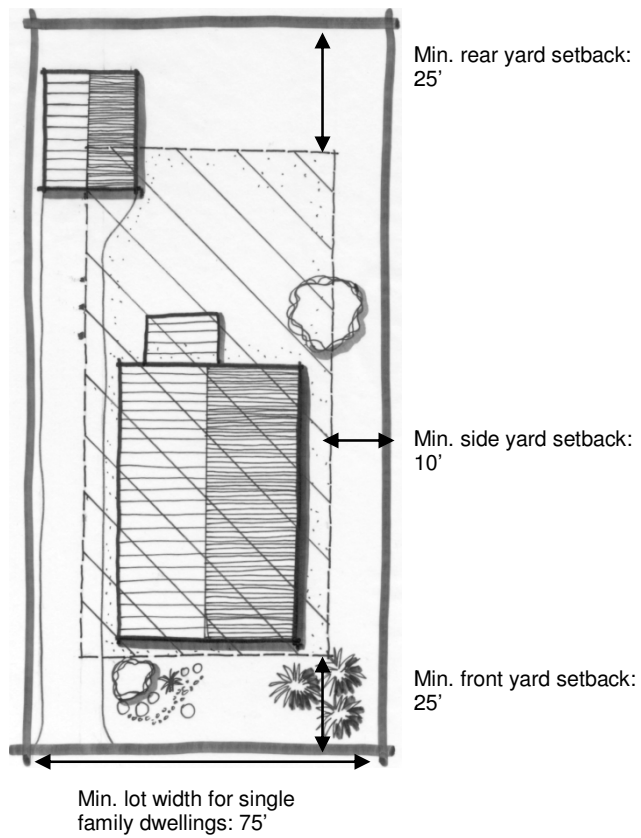 Min. rear yard setback:
25’
Min. side yard setback:
10’
Min. front yard setback:
25’
Min. lot width for single
family dwellings: 75’